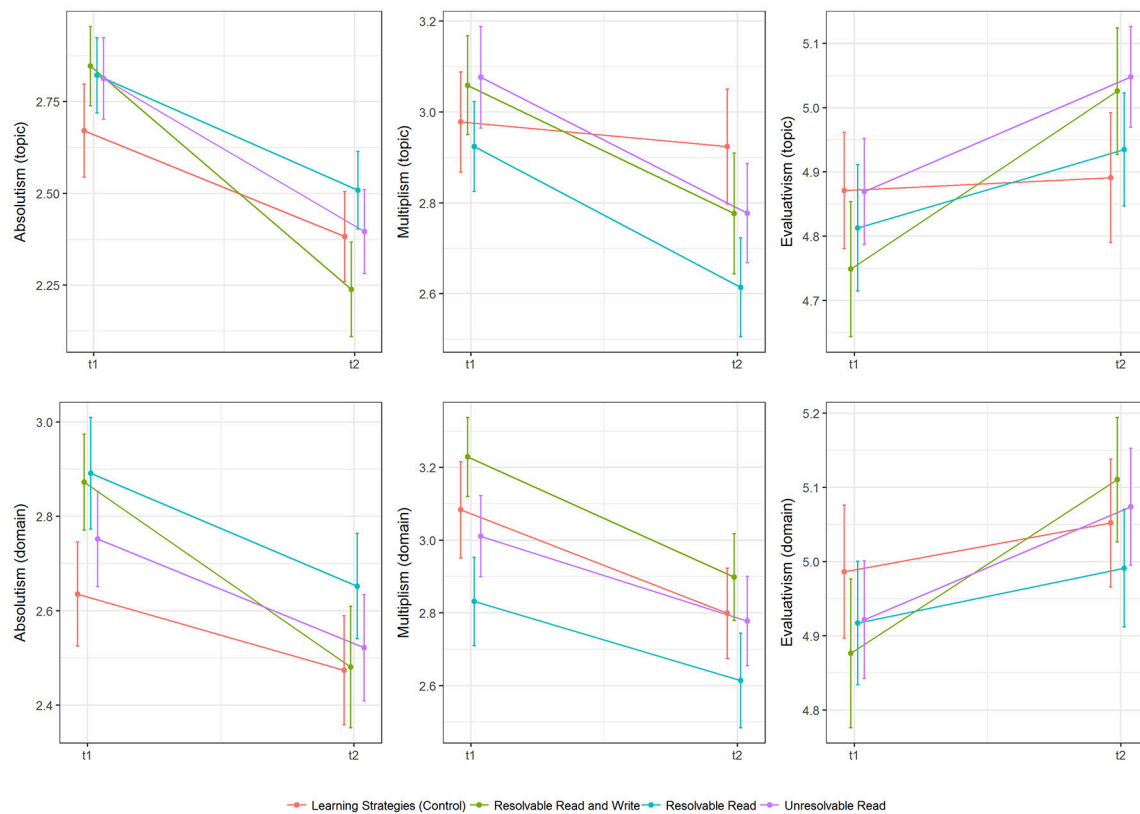 Absolutism (topic)
2.75
2.50
2.25
t1
t2
Multiplism (topic)
3.2
3.0
2.8
2.6
t1
t2
Evaluativism (topic)
5.1
5.0
4.9
4.8
4.7
t1
t2
Absolutism (domain)
3.0
2.8
2.6
2.4
t1
t2
Multiplism (domain)
3.2
3.0
2.8
2.6
t1
t2
Evaluativism (domain)
5.2
5.1
5.0
4.9
4.8
t1
t2
Learning Strategies (Control) Resolvable Read and Write Resolvable Read Unresolvable Read